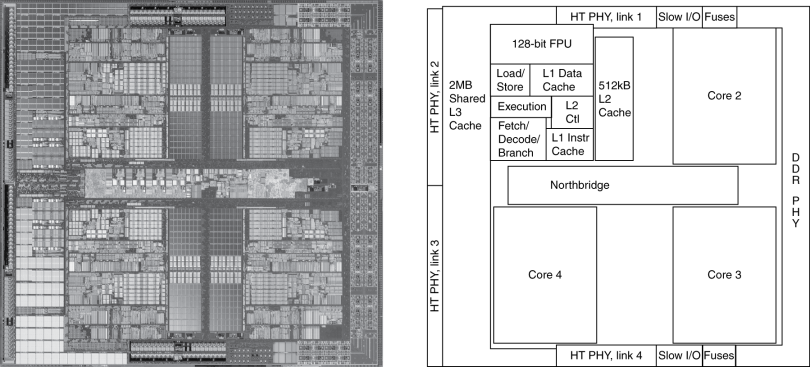 HT PHY, link 1
Slow I/O
Fuses
HT PHY, link 2
2MB
Shared
L3
Cache
128-bit FPU
Load/
Store
L1 Data
Cache
Execution
L2
Ctl
Fetch/
Decode/
Branch
L1 Instr
Cache
512kB
L2
Cache
Core 2
Northbridge
DDR PHY
HT PHY, link 3
Core 4
Core 3
HT PHY, link 4
Slow I/O
Fuses